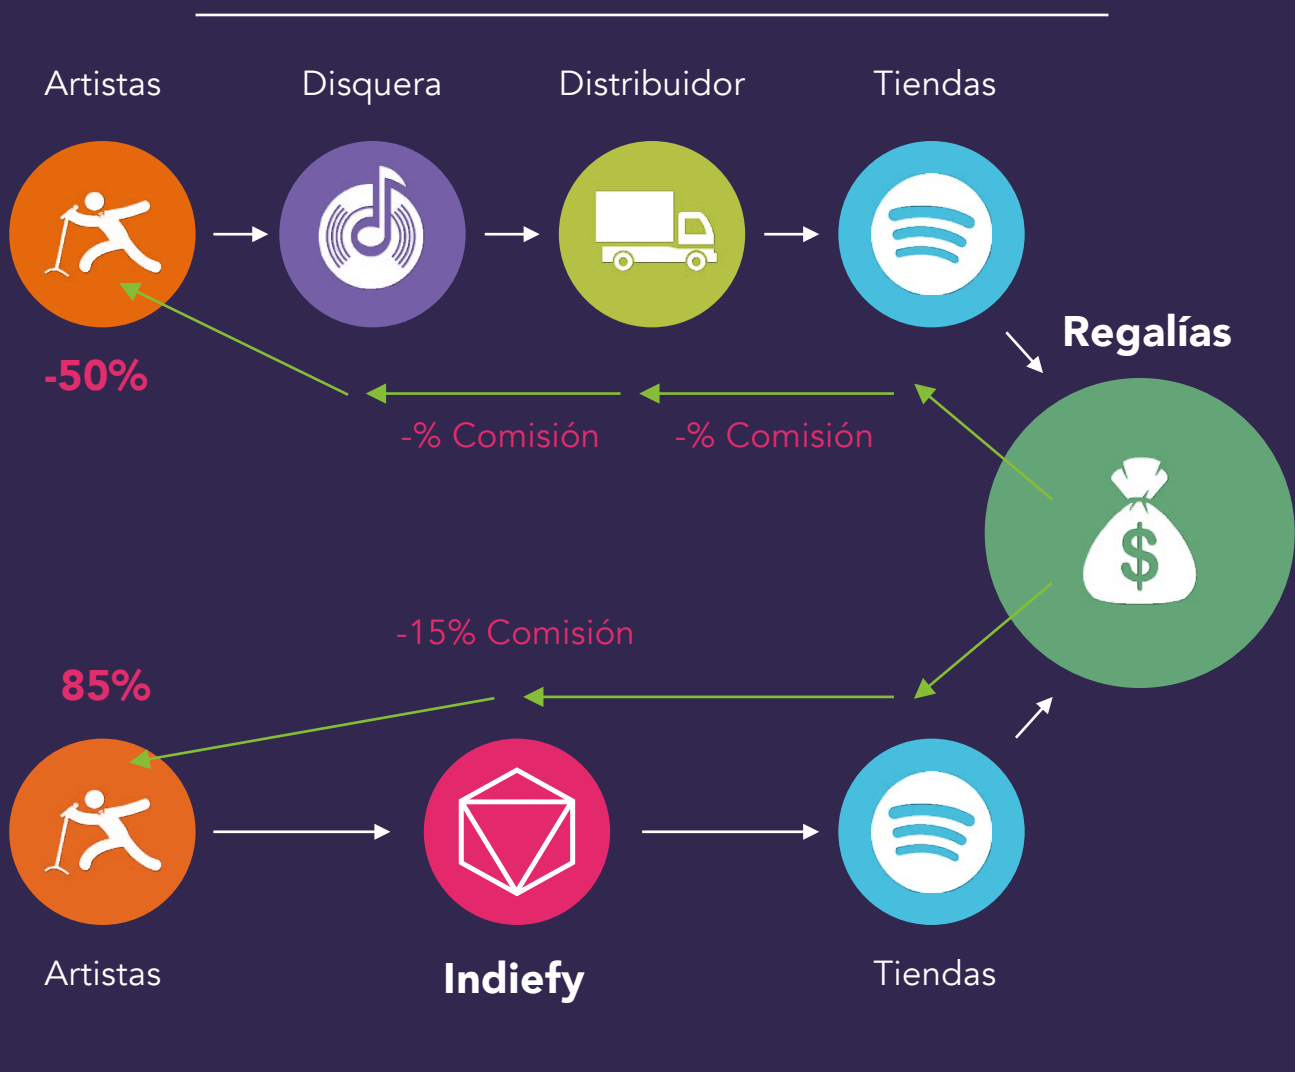 Artistas
Disquera
Distribuidor
Tiendas
Regalías
-50%
-% Comisión
-% Comisión
$
-15% Comisión
85%
Artistas
Indiefy
Tiendas